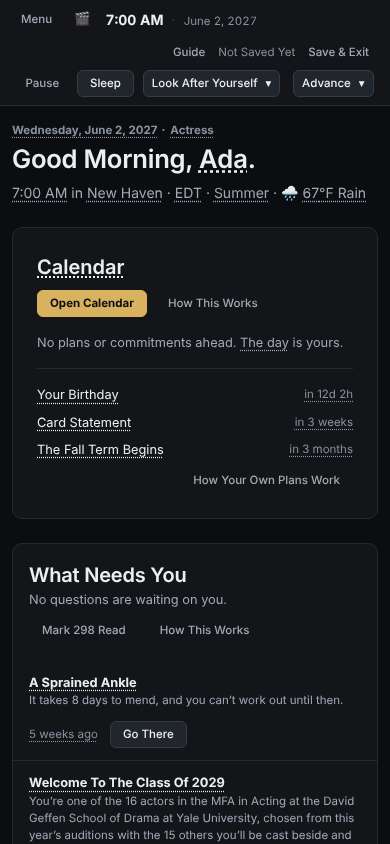 Menu 🎬 7:00 AM · June 2, 2027
Guide Not Saved Yet Save & Exit
Pause Sleep Look After Yourself ▾ Advance ▾
Wednesday, June 2, 2027 · Actress
Good Morning, Ada.
7:00 AM in New Haven · EDT · Summer · 🌧️ 67°F Rain
Calendar
Open Calendar How This Works
No plans or commitments ahead. The day is yours.
Your Birthday in 12d 2h
Card Statement in 3 weeks
The Fall Term Begins in 3 months
How Your Own Plans Work
What Needs You
No questions are waiting on you.
Mark 298 Read How This Works
A Sprained Ankle
It takes 8 days to mend, and you can’t work out until then.
5 weeks ago Go There
Welcome To The Class Of 2029
You’re one of the 16 actors in the MFA in Acting at the David
Geffen School of Drama at Yale University, chosen from this
year’s auditions with the 15 others you’ll be cast beside and